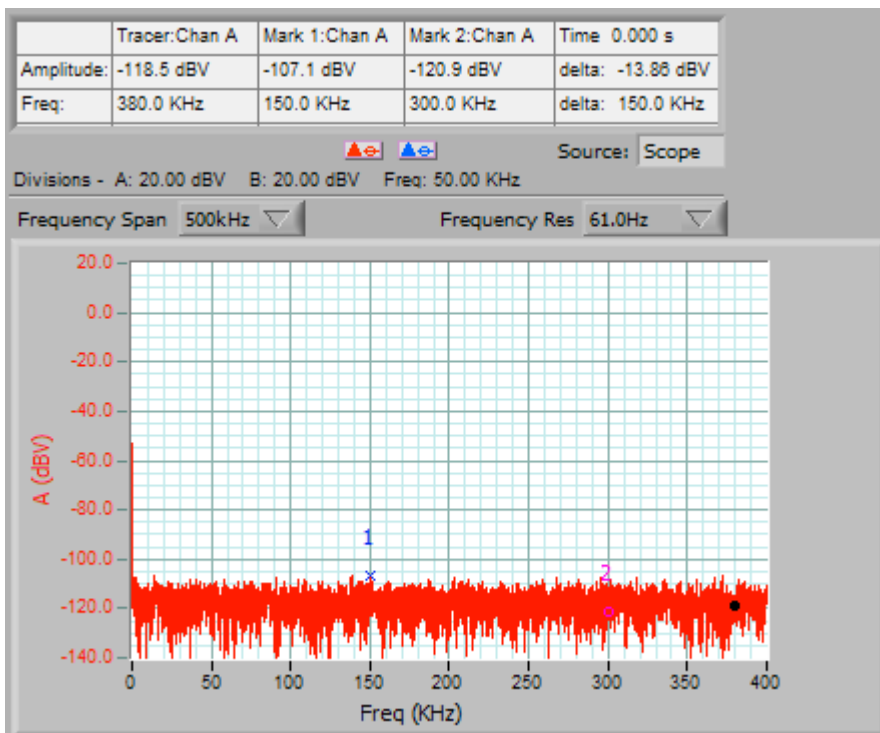 Tracer:Chan A Mark 1:Chan A Mark 2:Chan A Time 0.000 s
Amplitude: -118.5 dBV -107.1 dBV -120.9 dBV delta: -13.86 dBV
Freq: 380.0 KHz 150.0 KHz 300.0 KHz delta: 150.0 KHz
Source: Scope
Divisions - A: 20.00 dBV B: 20.00 dBV Freq: 50.00 KHz
Frequency Span 500kHz Frequency Res 61.0Hz
20.0
0.0
-20.0
-40.0
-60.0
-80.0
-100.0
-120.0
-140.0
A (dBV)
1
2
0 50 100 150 200 250 300 350 400
Freq (KHz)